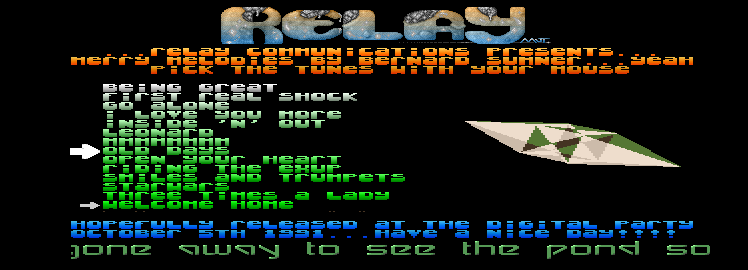 RELAY
...RELAY COMMUNICATIONS PRESENTS...
MERRY MELODIES BY BERNARD SUMNER...YEAH
PICK THE TUNES WITH YOUR MOUSE
BEING GREAT
FIRST REAL SHOCK
GO ALONE
I LOVE YOU MORE
INSIDE 'N' OUT
LEONARD
MMMMMMMM
OLD DAYS
OPEN YOUR HEART
RIDING THE EXUP
SMILES AND TRUMPETS
STARWARS
THREE TIMES A LADY
WELCOME HOME
HOPEFULLY RELEASED AT THE DIGITAL PARTY
OCTOBER 5TH 1991...HAVE A NICE DAY????
gone away to see the pond so